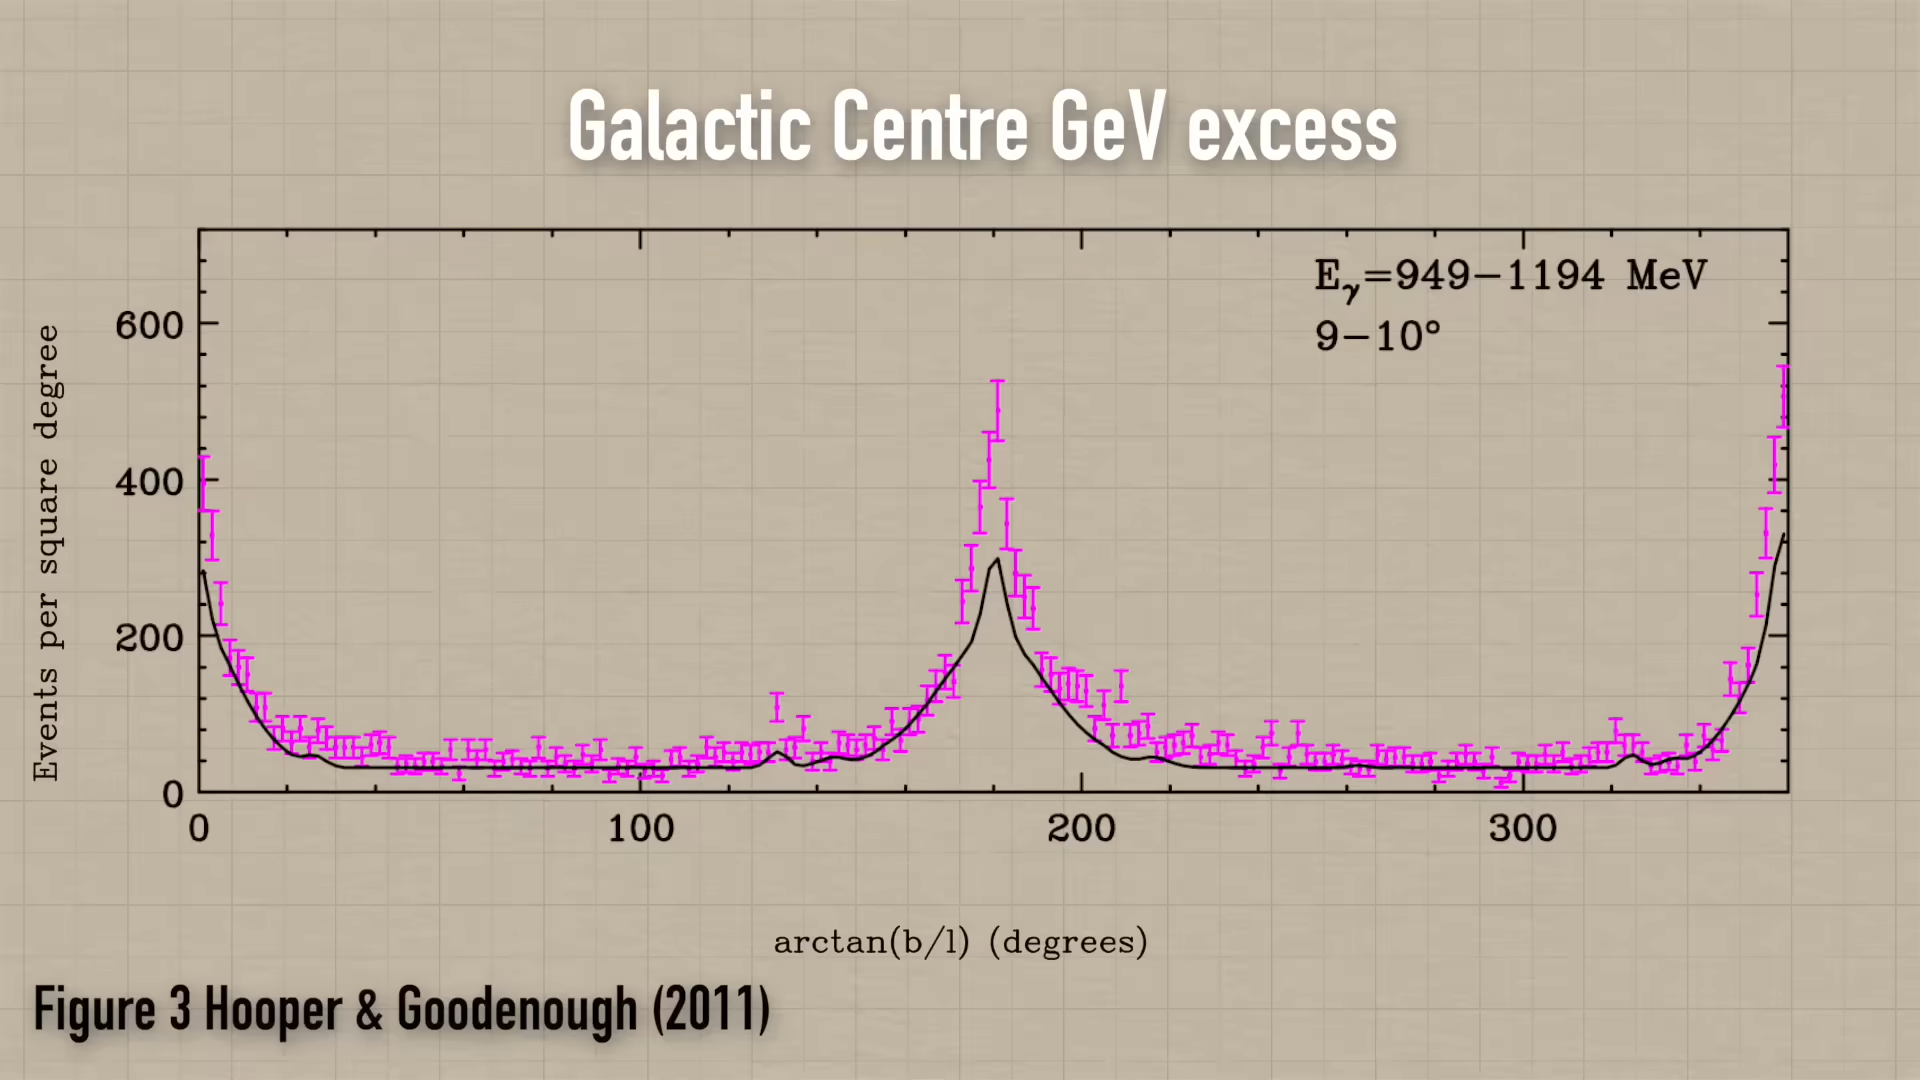 Galactic Centre GeV excess
Eγ=949−1194 MeV
9−10°
Events per square degree
600
400
200
0
0 100 200 300
arctan(b/l) (degrees)
Figure 3 Hooper & Goodenough (2011)